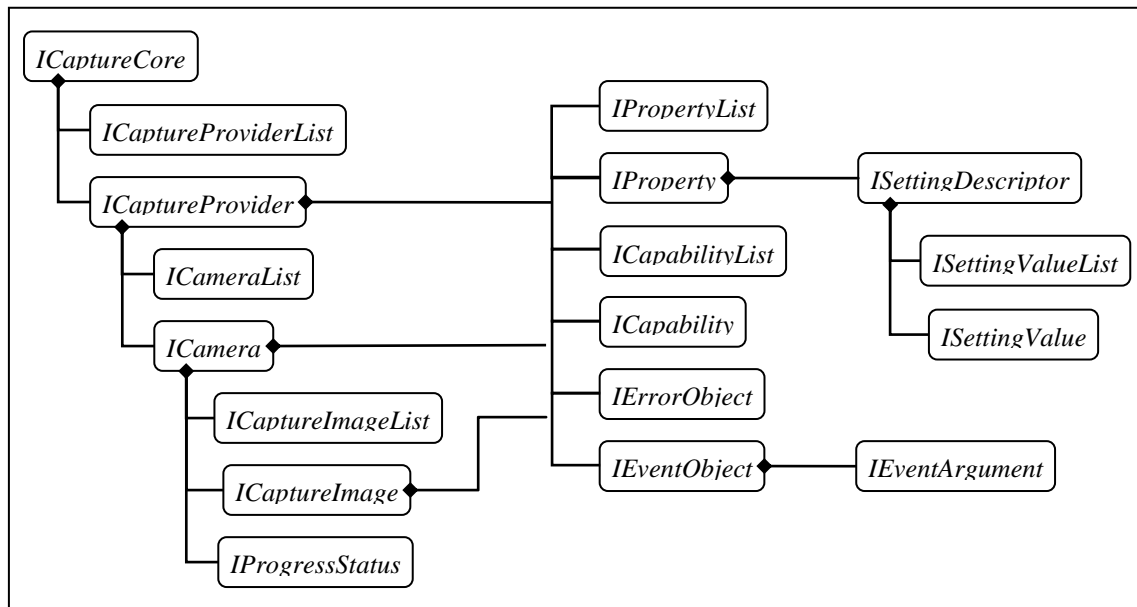 ICaptureCore
ICaptureProviderList
ICaptureProvider
ICameraList
ICamera
ICaptureImageList
ICaptureImage
IProgressStatus
IPropertyList
IProperty
ICapabilityList
ICapability
IErrorObject
IEventObject
ISettingDescriptor
ISettingValueList
ISettingValue
IEventArgument